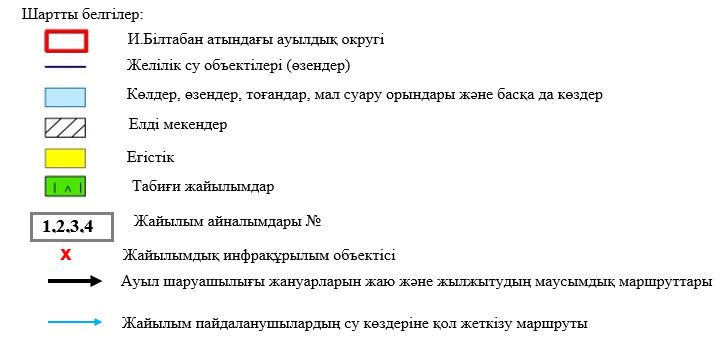 Шартты белгілер:
И.Білтабан атындағы ауылдық округі
Желілік су объектілері (өзендер)
Көлдер, өзендер, тоғандар, мал суару орындары және басқа да көздер
Елді мекендер
Егістік
Табиғи жайылымдар
1,2,3,4 Жайылым айналымдары №
X Жайылымдық инфрақұрылым объектісі
Ауыл шаруашылығы жануарларын жаю және жылжытудың маусымдық маршруттары
Жайылым пайдаланушылардың су көздеріне қол жеткізу маршруты